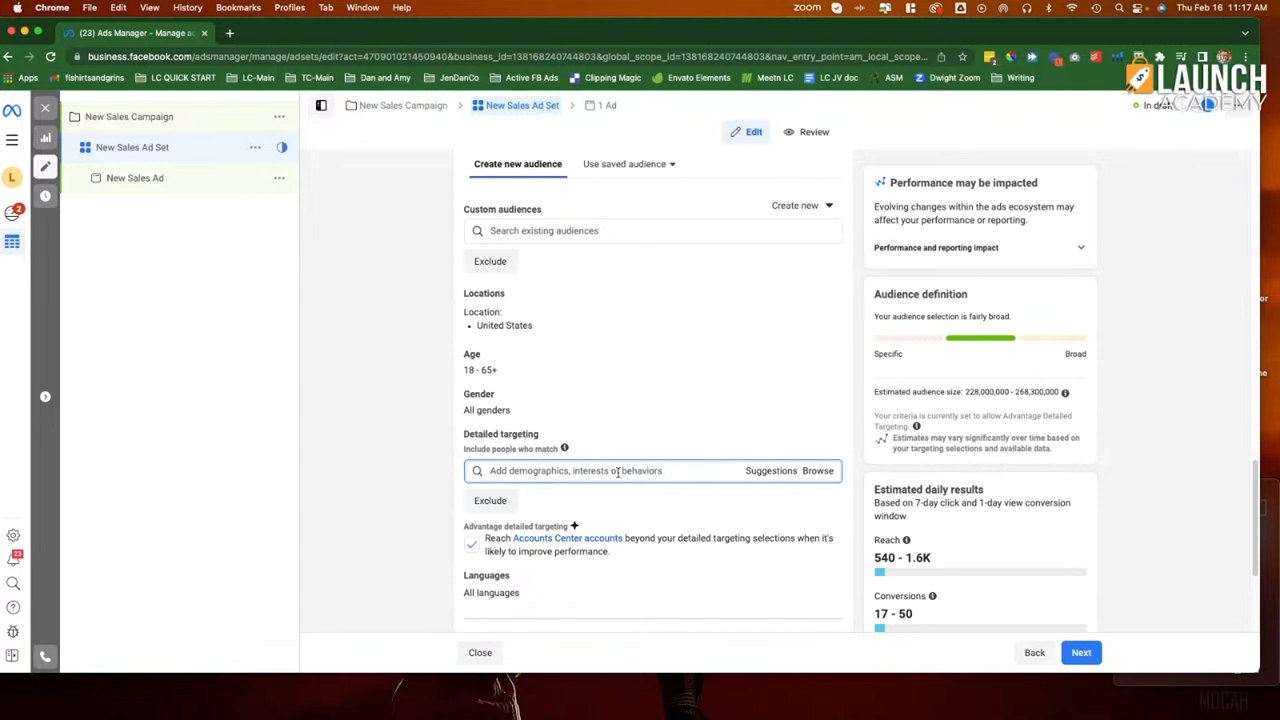 Chrome File Edit View History Bookmarks Profiles Tab Window Help
zoom Thu Feb 16 11:17 AM
(23) Ads Manager - Manage a
business.facebook.com/adsmanager/manage/adsets/edit?act=470901021450940&business_id=138168240744803&global_scope_id=138168240744803&nav_entry_point=am_local_scope...
Apps flshirtsandgrins LC QUICK START LC-Main TC-Main Dan and Amy JenDanCo Active FB Ads Clipping Magic Envato Elements Meetn LC LC JV doc ASM Dwight Zoom Writing
LAUNCH
ACADEMY
New Sales Campaign New Sales Ad Set 1 Ad
In dra
New Sales Campaign
New Sales Ad Set
New Sales Ad
L
2
23
Edit Review
Create new audience Use saved audience
Custom audiences Create new
Search existing audiences
Exclude
Locations
Location:
• United States
Age
18 - 65+
Gender
All genders
Detailed targeting
Include people who match
Add demographics, interests or behaviors Suggestions Browse
Exclude
Advantage detailed targeting
Reach Accounts Center accounts beyond your detailed targeting selections when it's
likely to improve performance.
Languages
All languages
Performance may be impacted
Evolving changes within the ads ecosystem may
affect your performance or reporting.
Performance and reporting impact
Audience definition
Your audience selection is fairly broad.
Specific Broad
Estimated audience size: 228,000,000 - 268,300,000
Your criteria is currently set to allow Advantage Detailed
Targeting.
Estimates may vary significantly over time based on
your targeting selections and available data.
Estimated daily results
Based on 7-day click and 1-day view conversion
window
Reach
540 - 1.6K
Conversions
17 - 50
Close Back Next
MOCAH